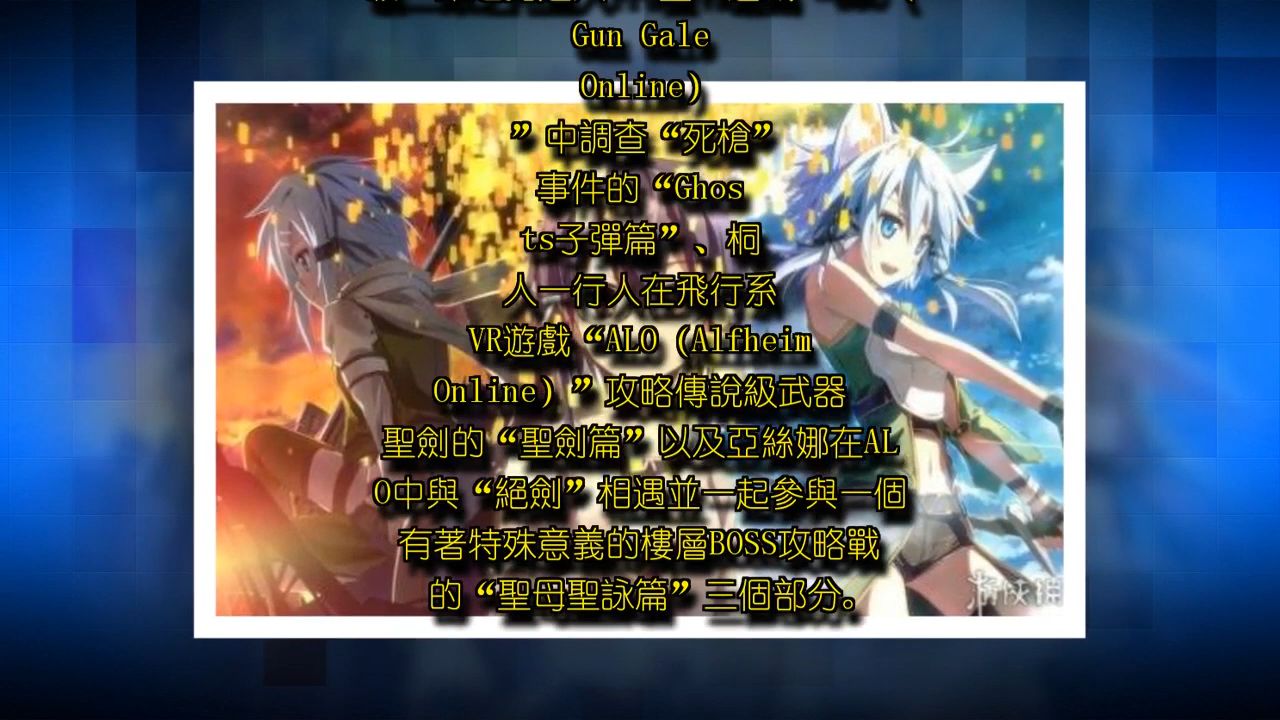 Gun Gale
Online)
”中調查“死槍”
事件的“Ghos
ts子彈篇”、桐
人一行人在飛行系
VR遊戲“ALO (Alfheim
Online)”攻略傳說級武器
聖劍的“聖劍篇”以及亞絲娜在AL
O中與“絕劍”相遇並一起參與一個
有著特殊意義的樓層BOSS攻略戰
的“聖母聖詠篇”三個部分。
游俠網